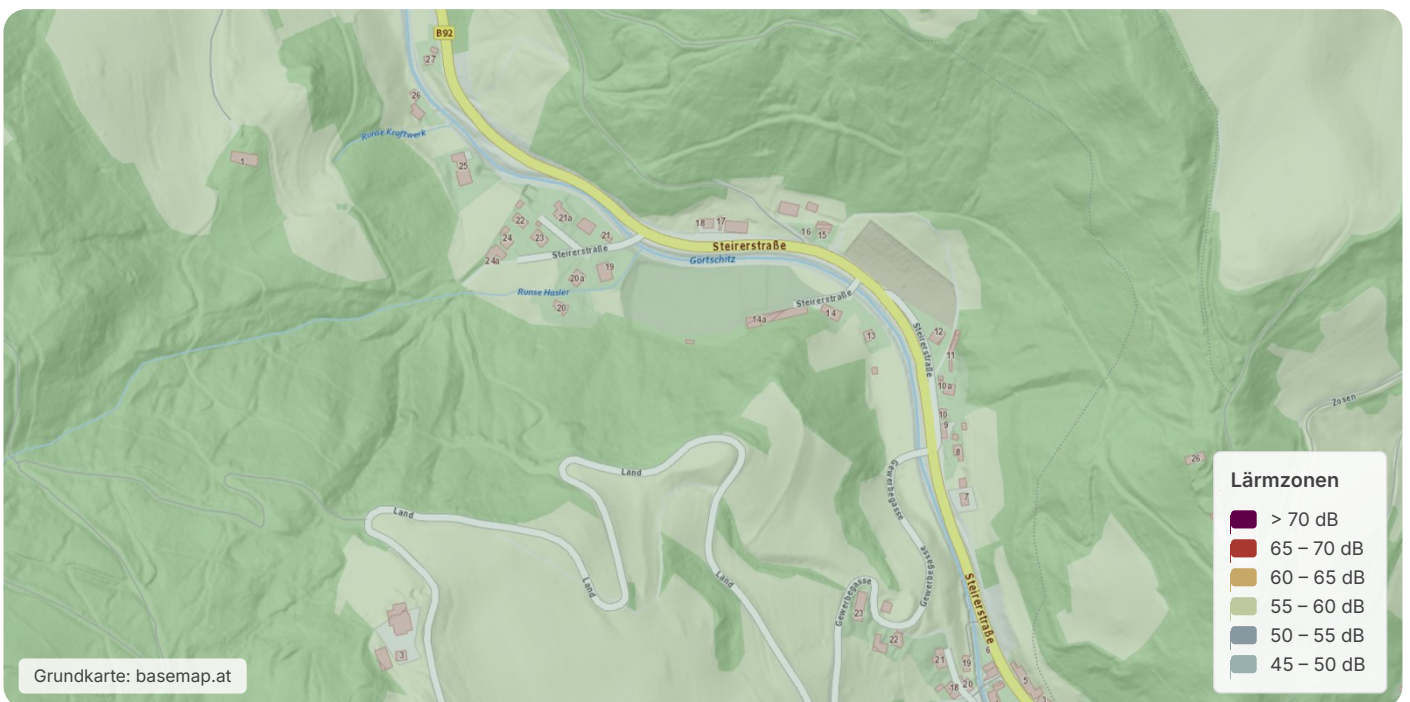 B92
27
26
Runse Kraftwerk
1
25
22
21a
18
17
16
15
24
23
21
Steirerstraße
Steirerstraße
24a
Görtschitz
20a
19
Runse Hasler
20
Steirerstraße
14a
14
13
12
Steirerstraße
11
10a
10
9
8
Zosen
26
7
Land
Gewerbegasse
Land
Land
Land
Gewerbegasse
Gewerbegasse
Steirerstraße
23
22
3
21
19
6
18
20
5
Lärmzonen
> 70 dB
65 – 70 dB
60 – 65 dB
55 – 60 dB
50 – 55 dB
45 – 50 dB
Grundkarte: basemap.at